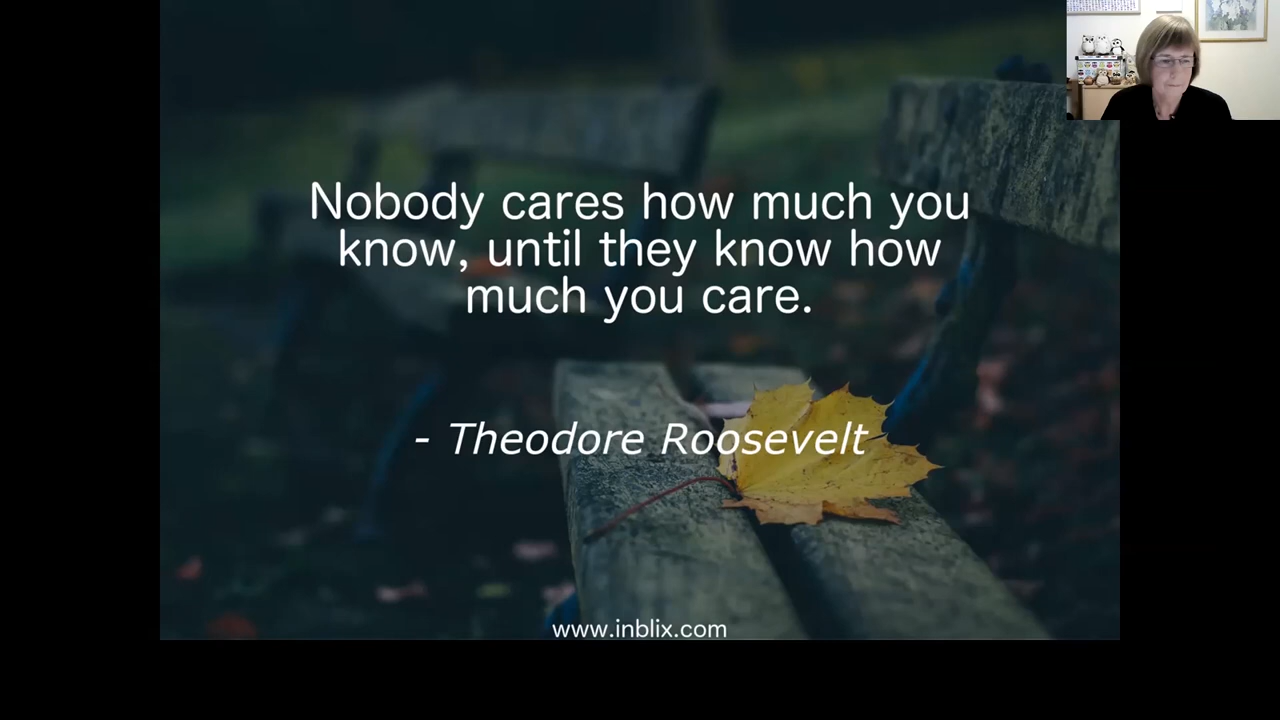 Nobody cares how much you
know, until they know how
much you care.
- Theodore Roosevelt
www.inblix.com